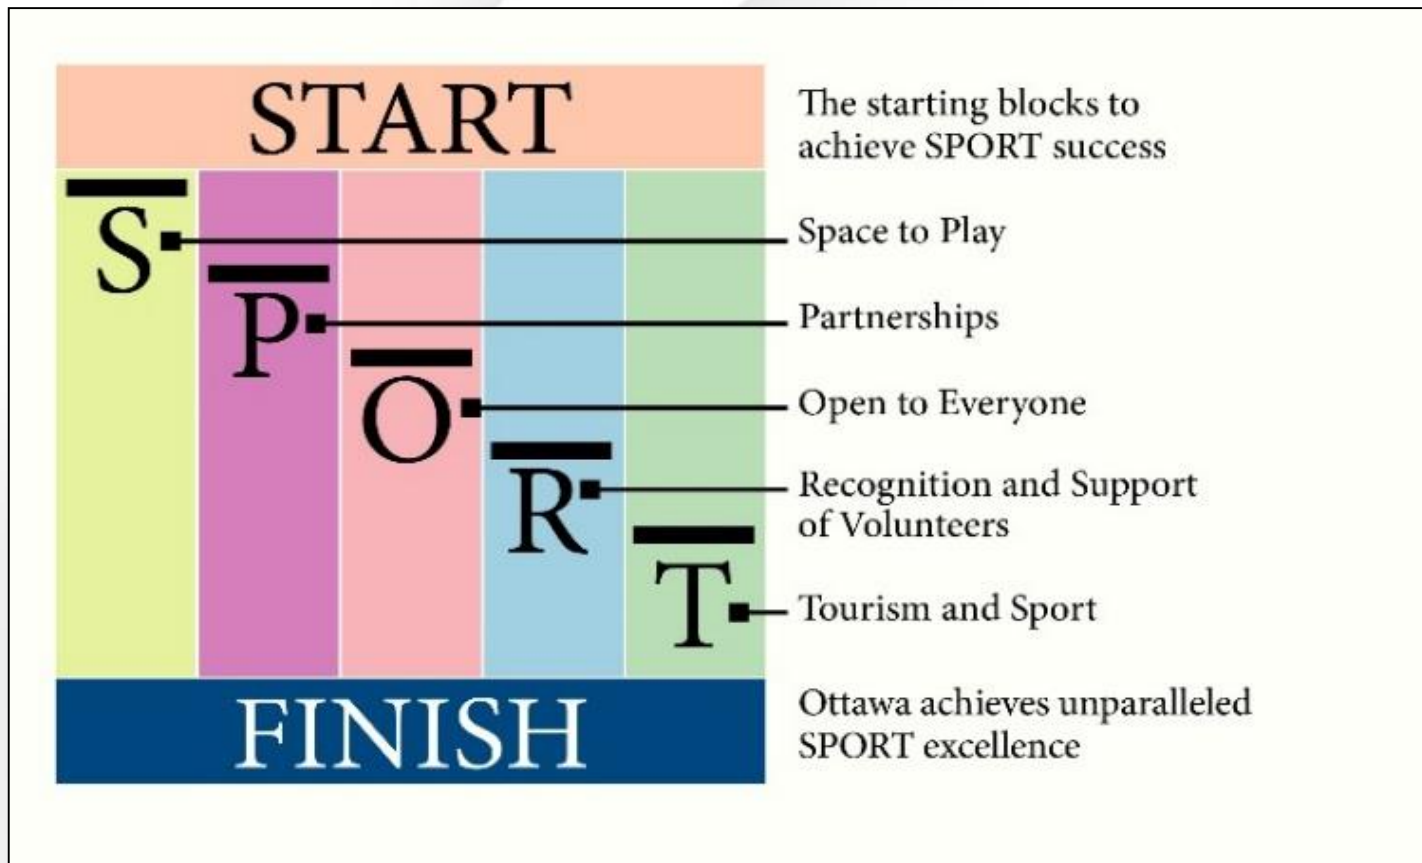 START
The starting blocks to
achieve SPORT success
S
Space to Play
P
Partnerships
O
Open to Everyone
R
Recognition and Support
of Volunteers
T
Tourism and Sport
FINISH
Ottawa achieves unparalleled
SPORT excellence